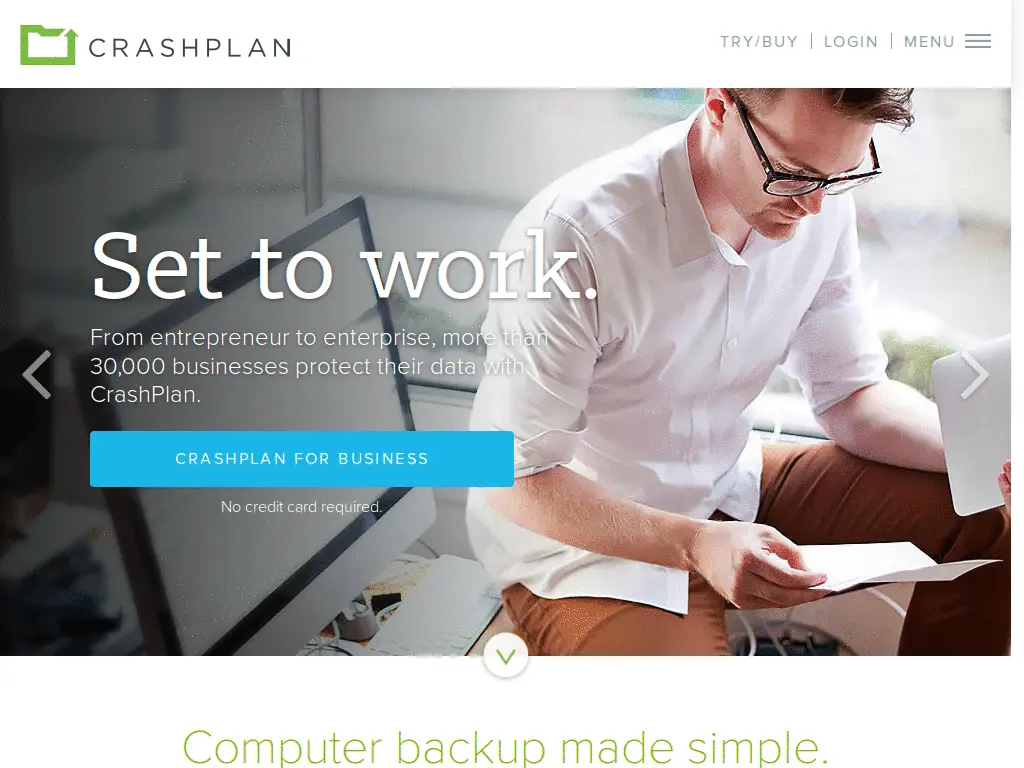 CRASHPLAN
TRY/BUY
LOGIN
MENU
Set to work.
From entrepreneur to enterprise, more than
30,000 businesses protect their data with
CrashPlan.
CRASHPLAN FOR BUSINESS
No credit card required.
Computer backup made simple.